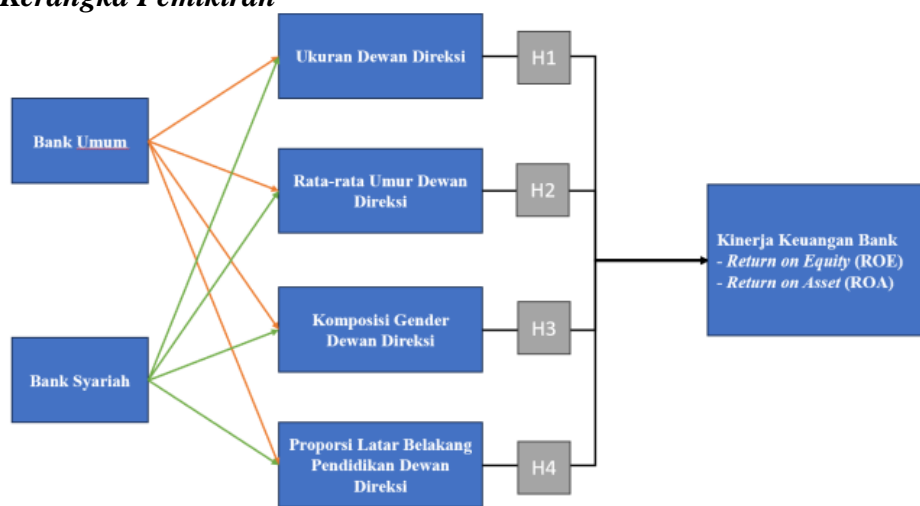 Kerangka Pemikiran
Ukuran Dewan Direksi
H1
Bank Umum
Rata-rata Umur Dewan
Direksi
H2
Kinerja Keuangan Bank
- Return on Equity (ROE)
- Return on Asset (ROA)
Komposisi Gender
Dewan Direksi
H3
Bank Syariah
Proporsi Latar Belakang
Pendidikan Dewan
Direksi
H4